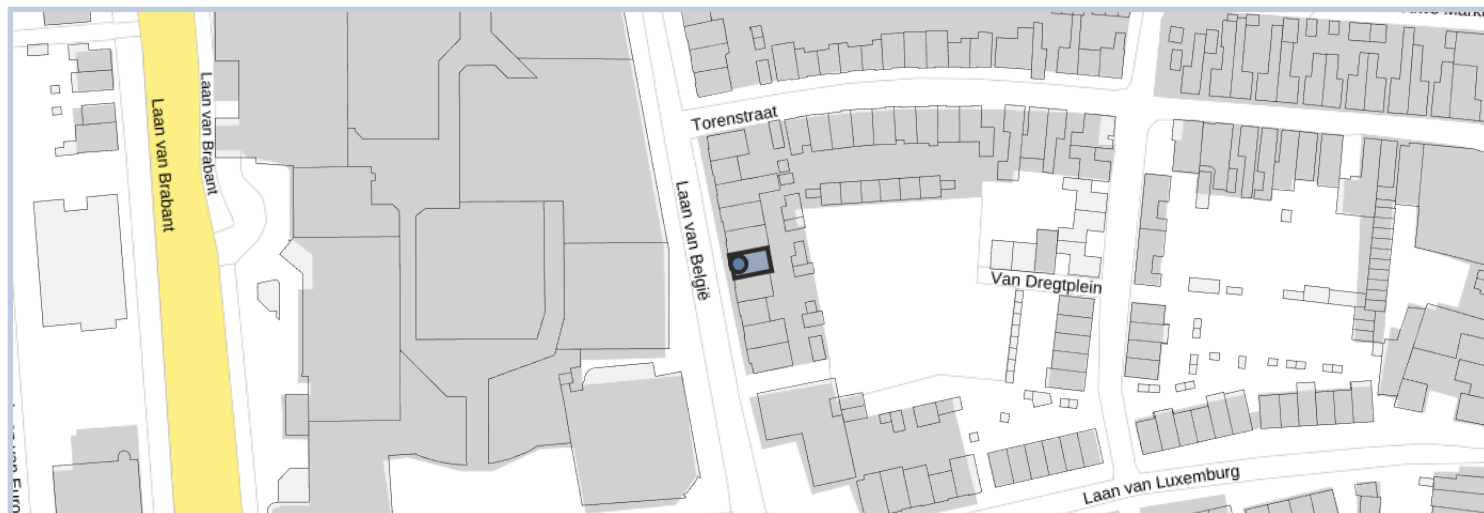 Laan van Brabant
Laan van Brabant
Torenstraat
Laan van België
Van Dregtplein
Laan van Luxemburg